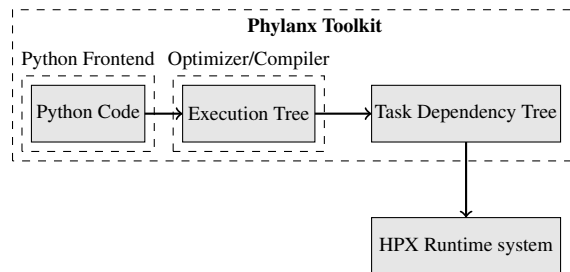 Phylanx Toolkit
Python Frontend
Optimizer/Compiler
Python Code
Execution Tree
Task Dependency Tree
HPX Runtime system